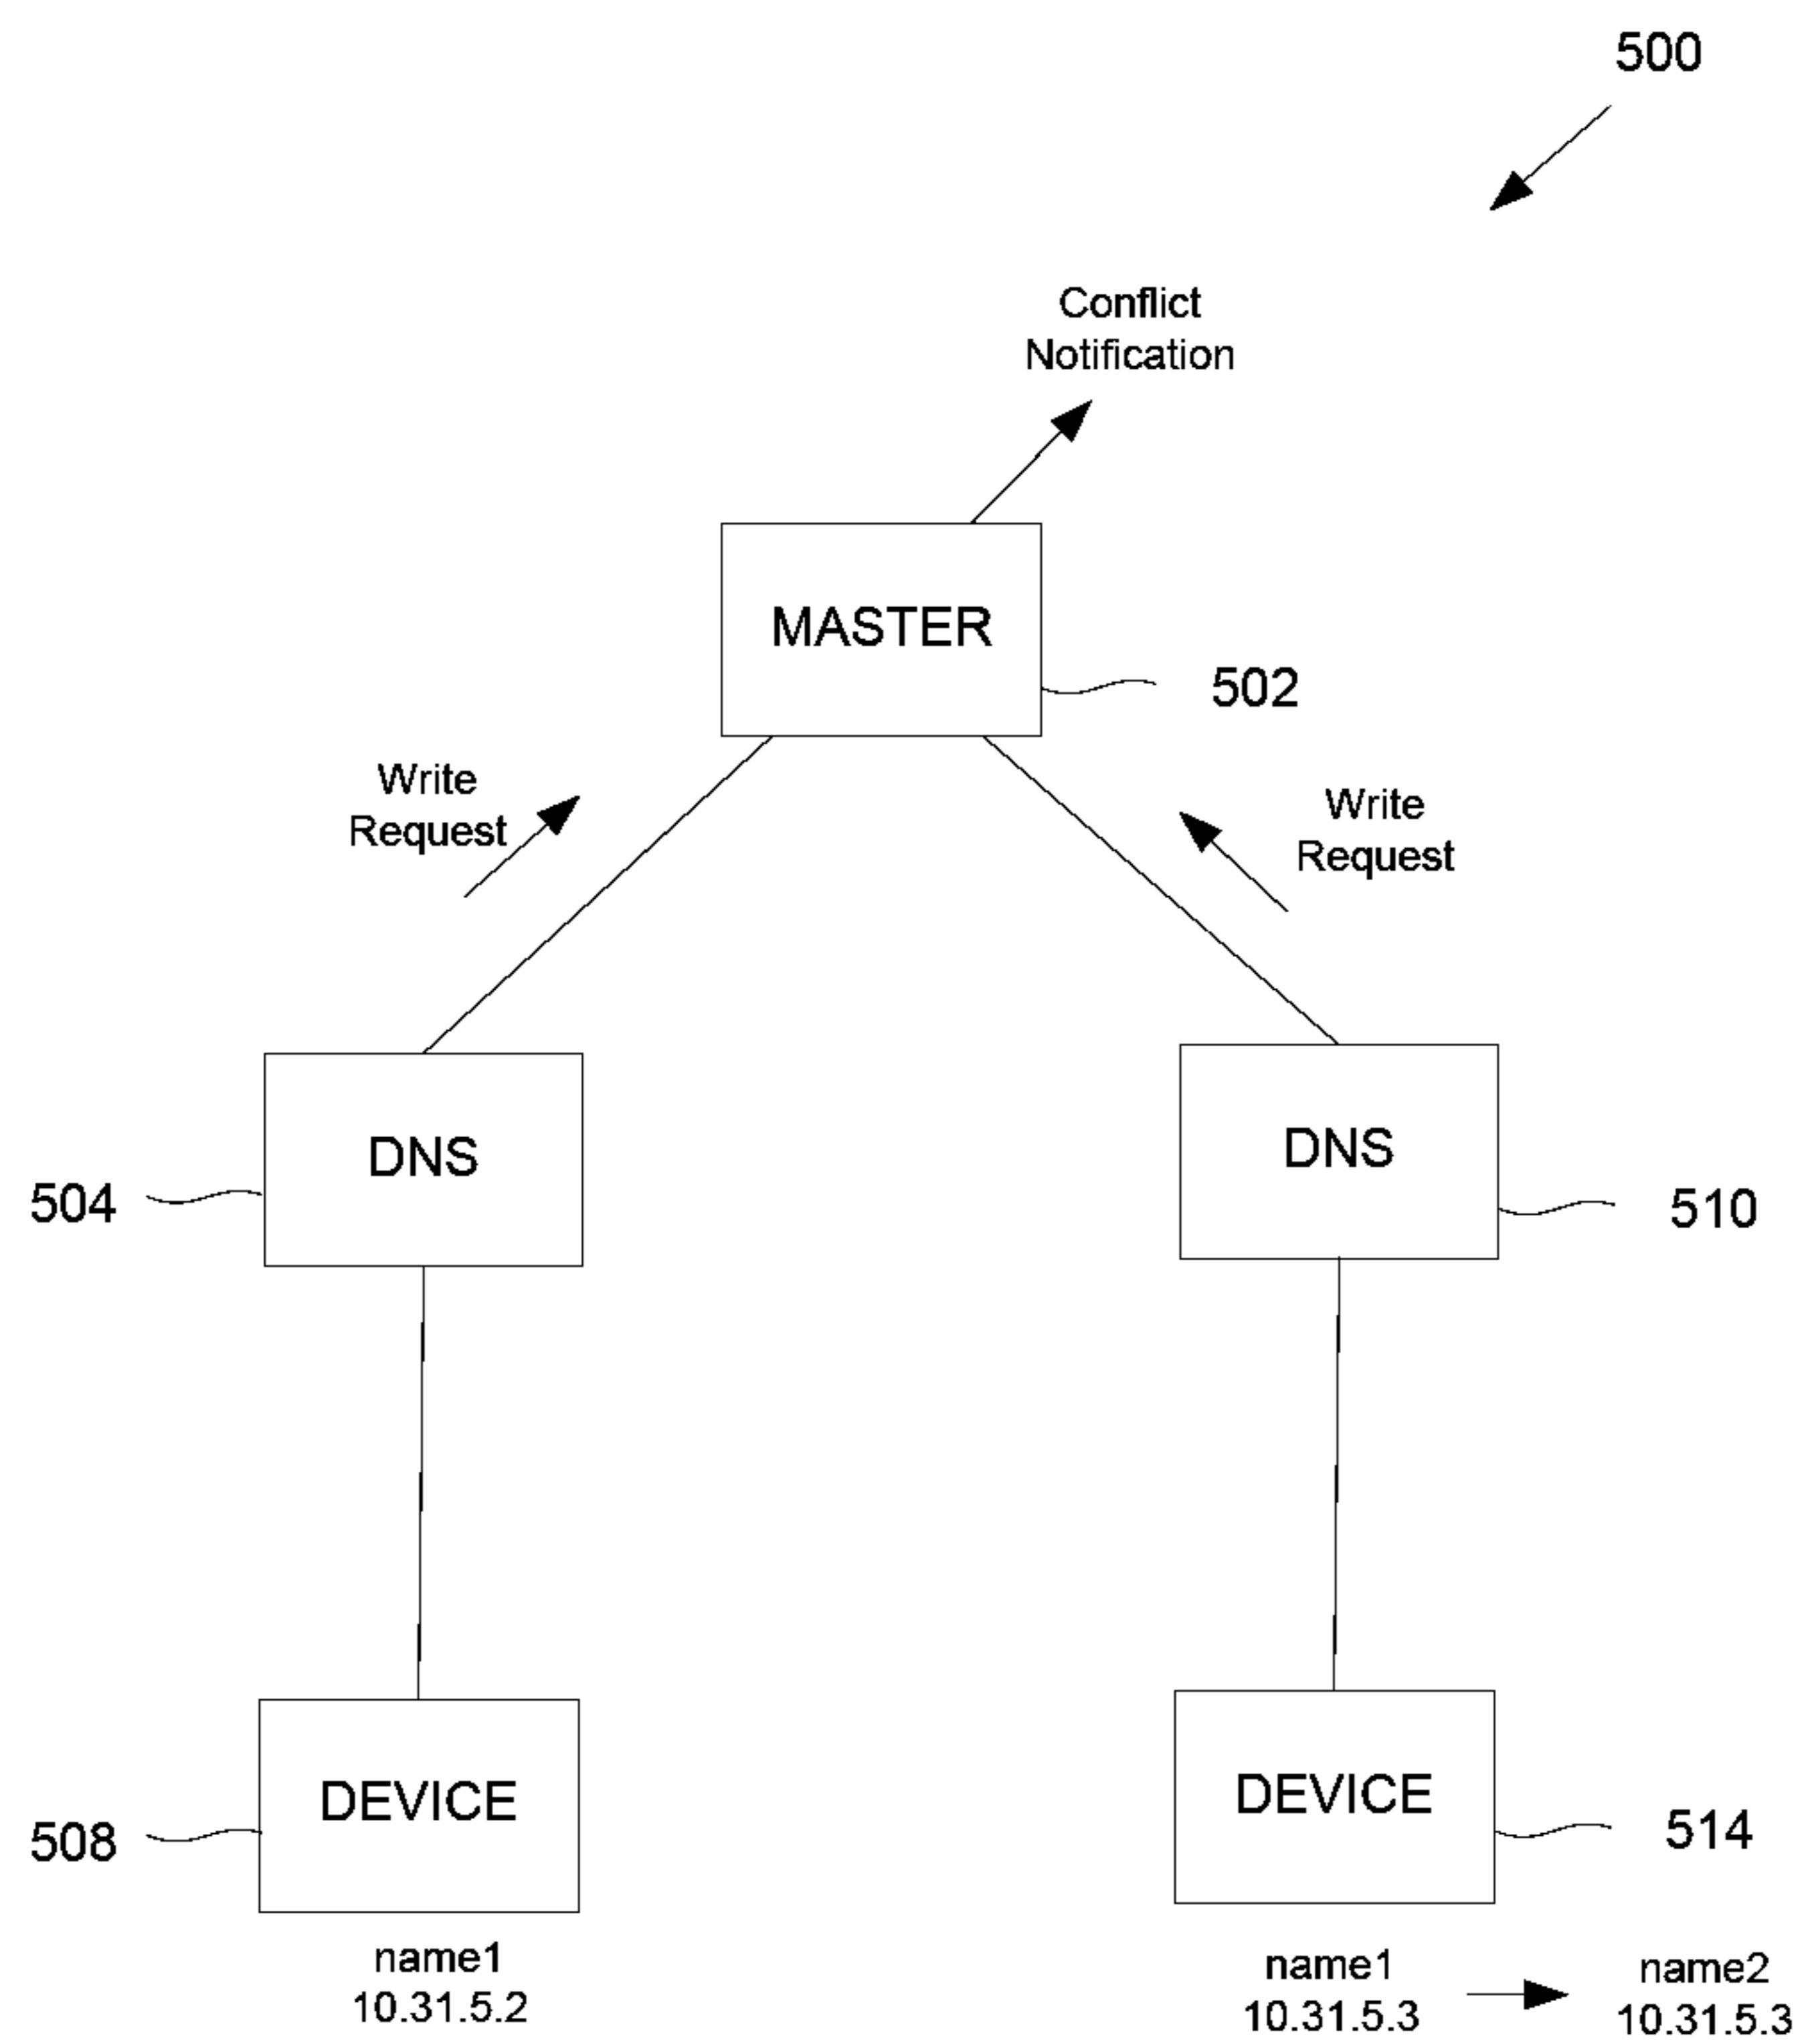 500
Conflict
Notification
MASTER
502
Write
Request
Write
Request
DNS
504
DNS
510
DEVICE
508
DEVICE
514
name1
10.31.5.2
name1
10.31.5.3
name2
10.31.5.3